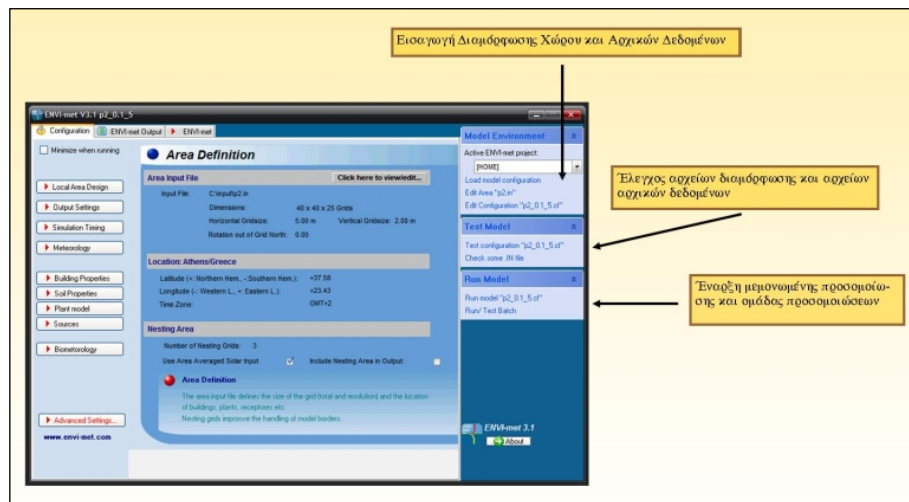 Εισαγωγή Διαμόρφωσης Χώρου και Αρχικών Δεδομένων
ENVI-met V3.1 p2_0.1_5
Configuration
ENVI-met Output
ENVI-met
Minimize when running
Local Area Design
Output Settings
Simulation Timing
Meteorology
Building Properties
Soil Properties
Plant model
Sources
Biometorology
Advanced Settings...
www.envi-met.com
Area Definition
Area Input File
Click here to view/edit...
Input File: C:\input\p2.in
Dimensions: 40 x 40 x 25 Grids
Horizontal Gridsize: 5.00 m Vertical Gridsize: 2.00 m
Rotation out of Grid North: 0.00
Location: Athens/Greece
Latitude (+: Northern Hem., -:Southern Hem.): +37.58
Longitude (-: Western L., +: Eastern L.): +23.43
Time Zone: GMT+2
Nesting Area
Number of Nesting Grids: 3
Use Area Averaged Solar Input
Include Nesting Area in Output:
Area Definition
The area input file defines the size of the grid (total and resolution) and the location
of buildings, plants, receptores etc.
Nesting grids improove the handling of model borders.
Model Environment
Active ENVI-met project:
[HOME]
Load model configuration
Edit Area "p2.in"
Edit Configuration "p2_0.1_5.cf"
Test Model
Test configuration "p2_0.1_5.cf"
Check some .IN file
Run Model
Run model "p2_0.1_5.cf"
Run/ Test Batch
ENVI-met 3.1
About
Έλεγχος αρχείων διαμόρφωσης και αρχείων
αρχικών δεδομένων
Έναρξη μεμονωμένης προσομοίω-
σης και ομάδας προσομοιώσεων